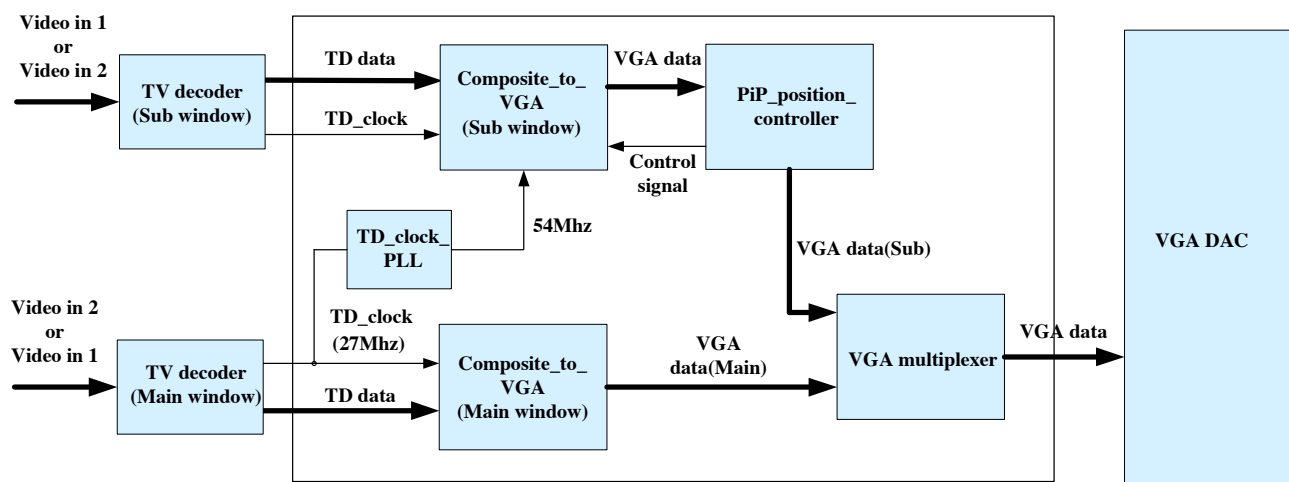 Video in 1
or
Video in 2
TV decoder
(Sub window)
TD data
TD_clock
Composite_to_
VGA
(Sub window)
VGA data
Control
signal
PiP_position_
controller
TD_clock_
PLL
54Mhz
VGA data(Sub)
VGA DAC
Video in 2
or
Video in 1
TV decoder
(Main window)
TD_clock
(27Mhz)
TD data
Composite_to_
VGA
(Main window)
VGA
data(Main)
VGA multiplexer
VGA data